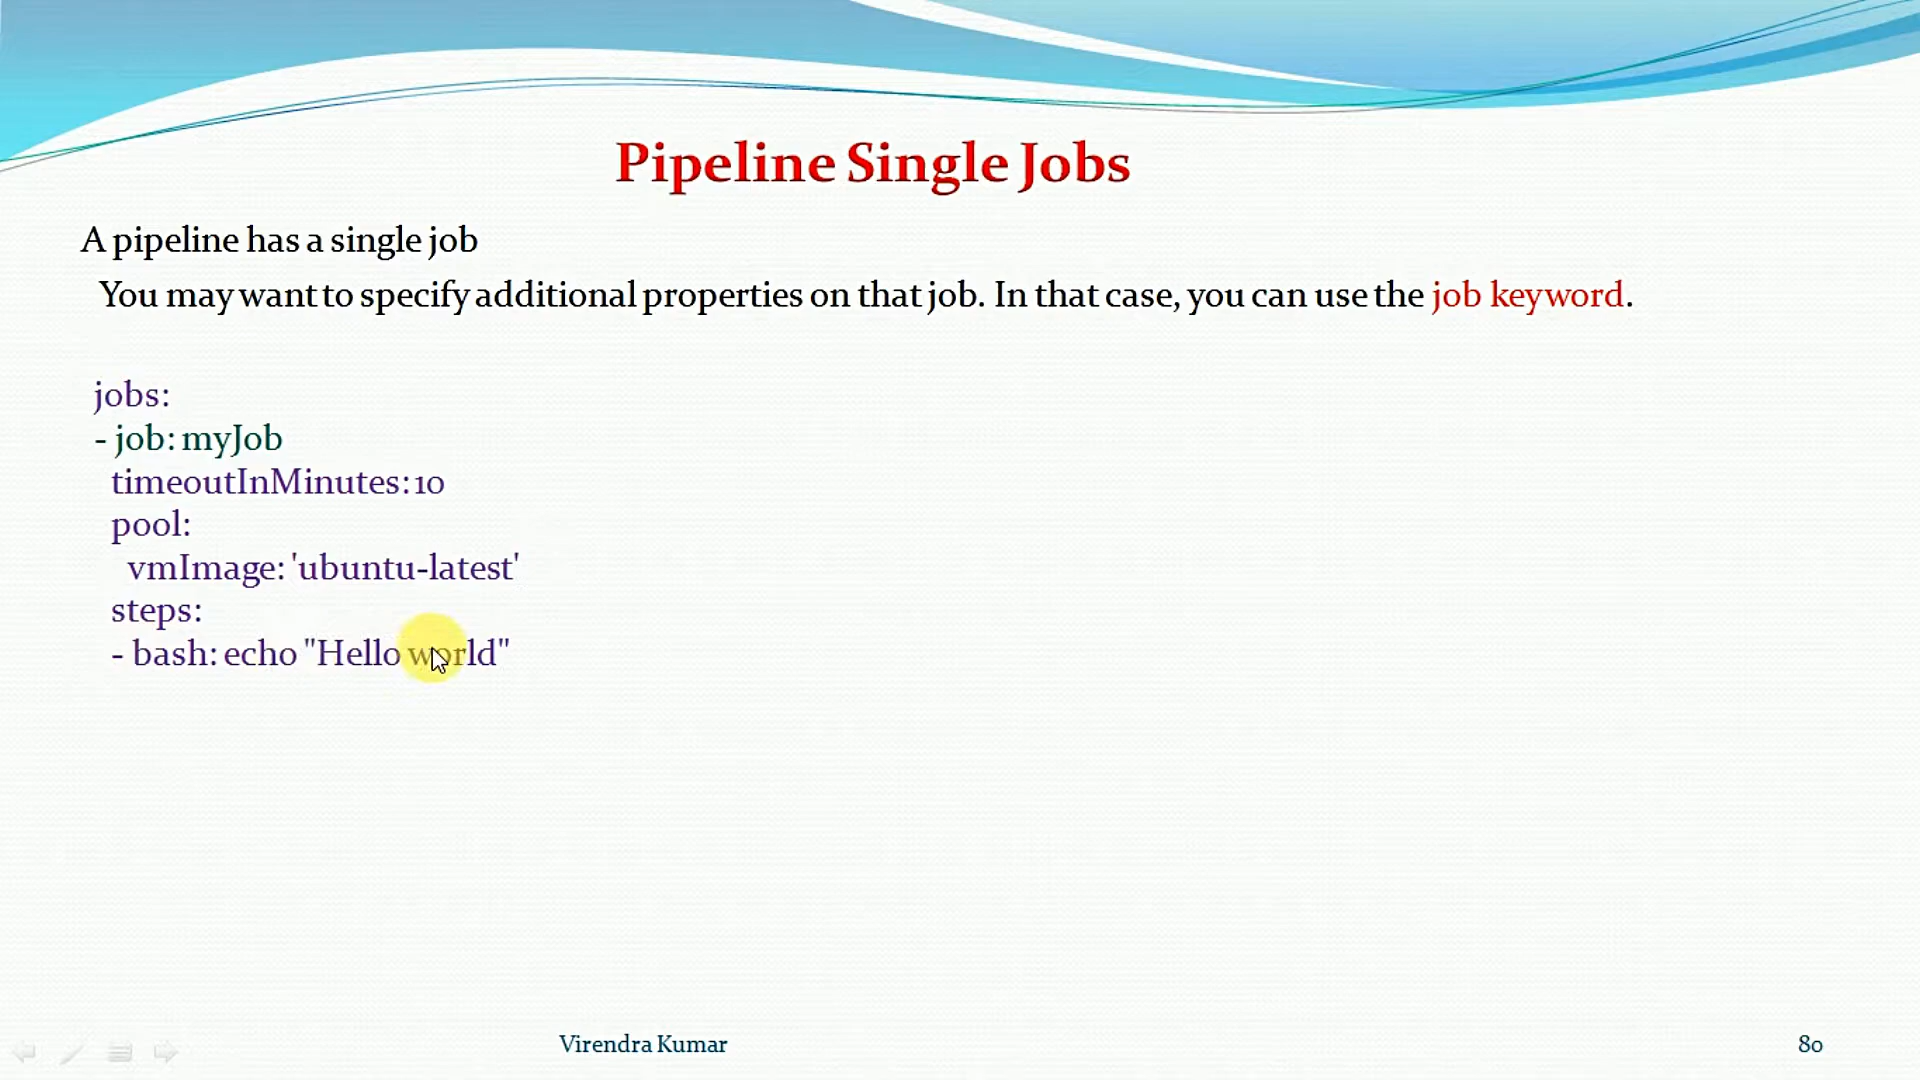 Pipeline Single Jobs
A pipeline has a single job
You may want to specify additional properties on that job. In that case, you can use the job keyword.
jobs:
- job: myJob
timeoutInMinutes: 10
pool:
vmImage: 'ubuntu-latest'
steps:
- bash: echo "Hello world"
Virendra Kumar
80